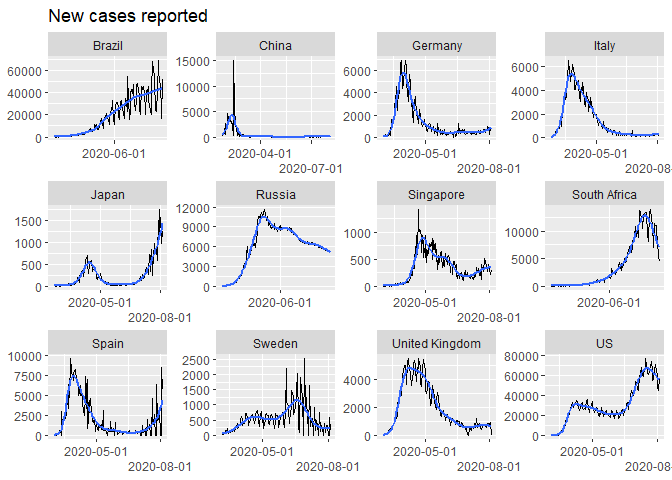 New cases reported
Brazil China Germany Italy
60000 15000 6000 6000
40000 10000 4000 4000
20000 5000 2000 2000
0 0 0 0
2020-06-01 2020-04-01 2020-05-01 2020-05-01
2020-07-01 2020-08-01 2020-08-0
Japan Russia Singapore South Africa
1500 12000 1000 10000
1000 9000 500 5000
500 6000 0 0
0 3000
0
2020-05-01 2020-06-01 2020-05-01 2020-06-01
2020-08-01 2020-08-01
Spain Sweden United Kingdom US
10000 2500 4000 80000
7500 2000 2000 60000
5000 1500 0 40000
2500 1000 20000
0 500 0
0
2020-05-01 2020-05-01 2020-05-01 2020-05-01
2020-08-01 2020-08-01 2020-08-01 2020-08-0